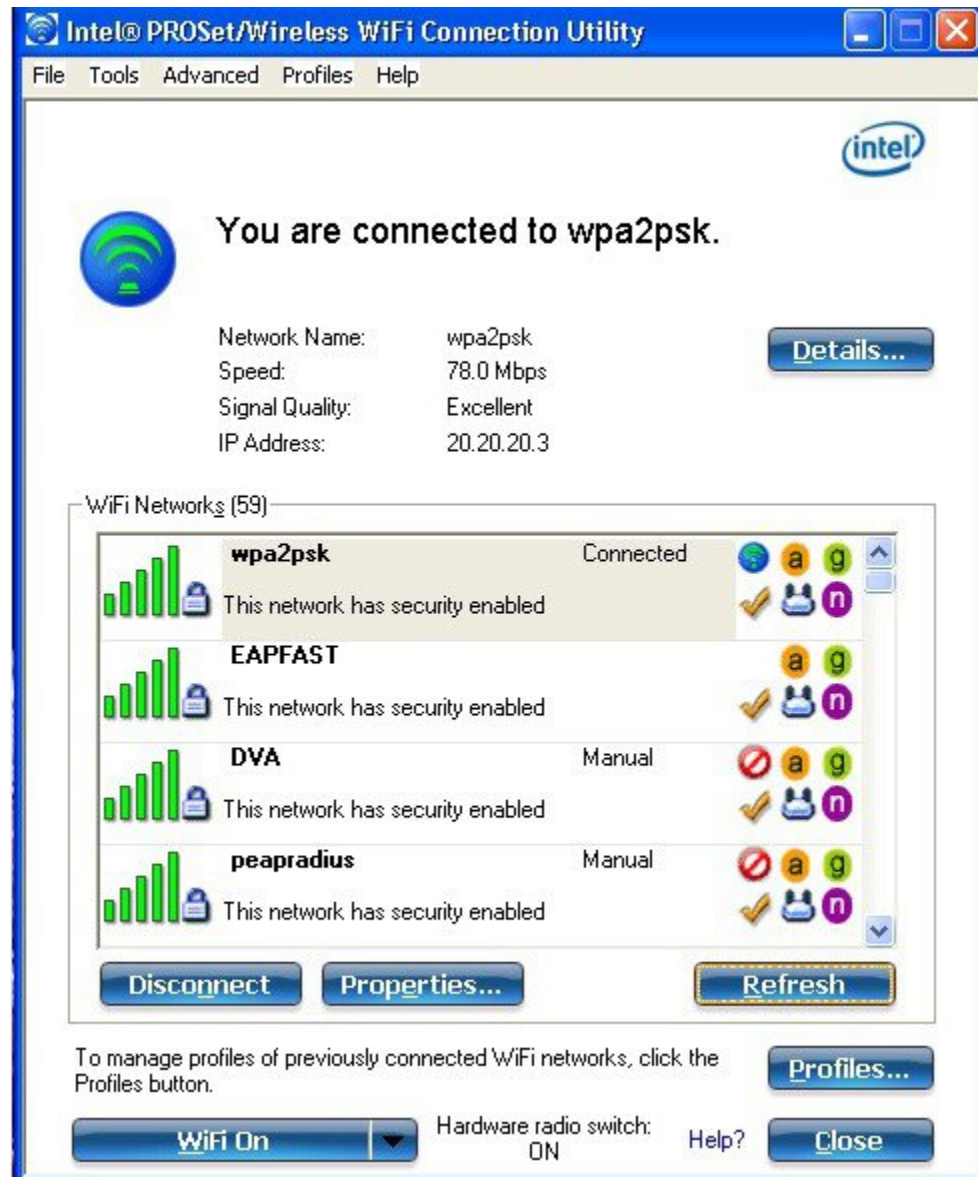 Intel® PROSet/Wireless WiFi Connection Utility
File Tools Advanced Profiles Help
intel
You are connected to wpa2psk.
Network Name: wpa2psk
Speed: 78.0 Mbps
Signal Quality: Excellent
IP Address: 20.20.20.3
Details...
WiFi Networks (59)
wpa2psk Connected a g
This network has security enabled n
EAPFAST a g
This network has security enabled n
DVA Manual a g
This network has security enabled n
peapradius Manual a g
This network has security enabled n
Disconnect Properties... Refresh
To manage profiles of previously connected WiFi networks, click the
Profiles button.
Profiles...
WiFi On Hardware radio switch:
ON
Help? Close